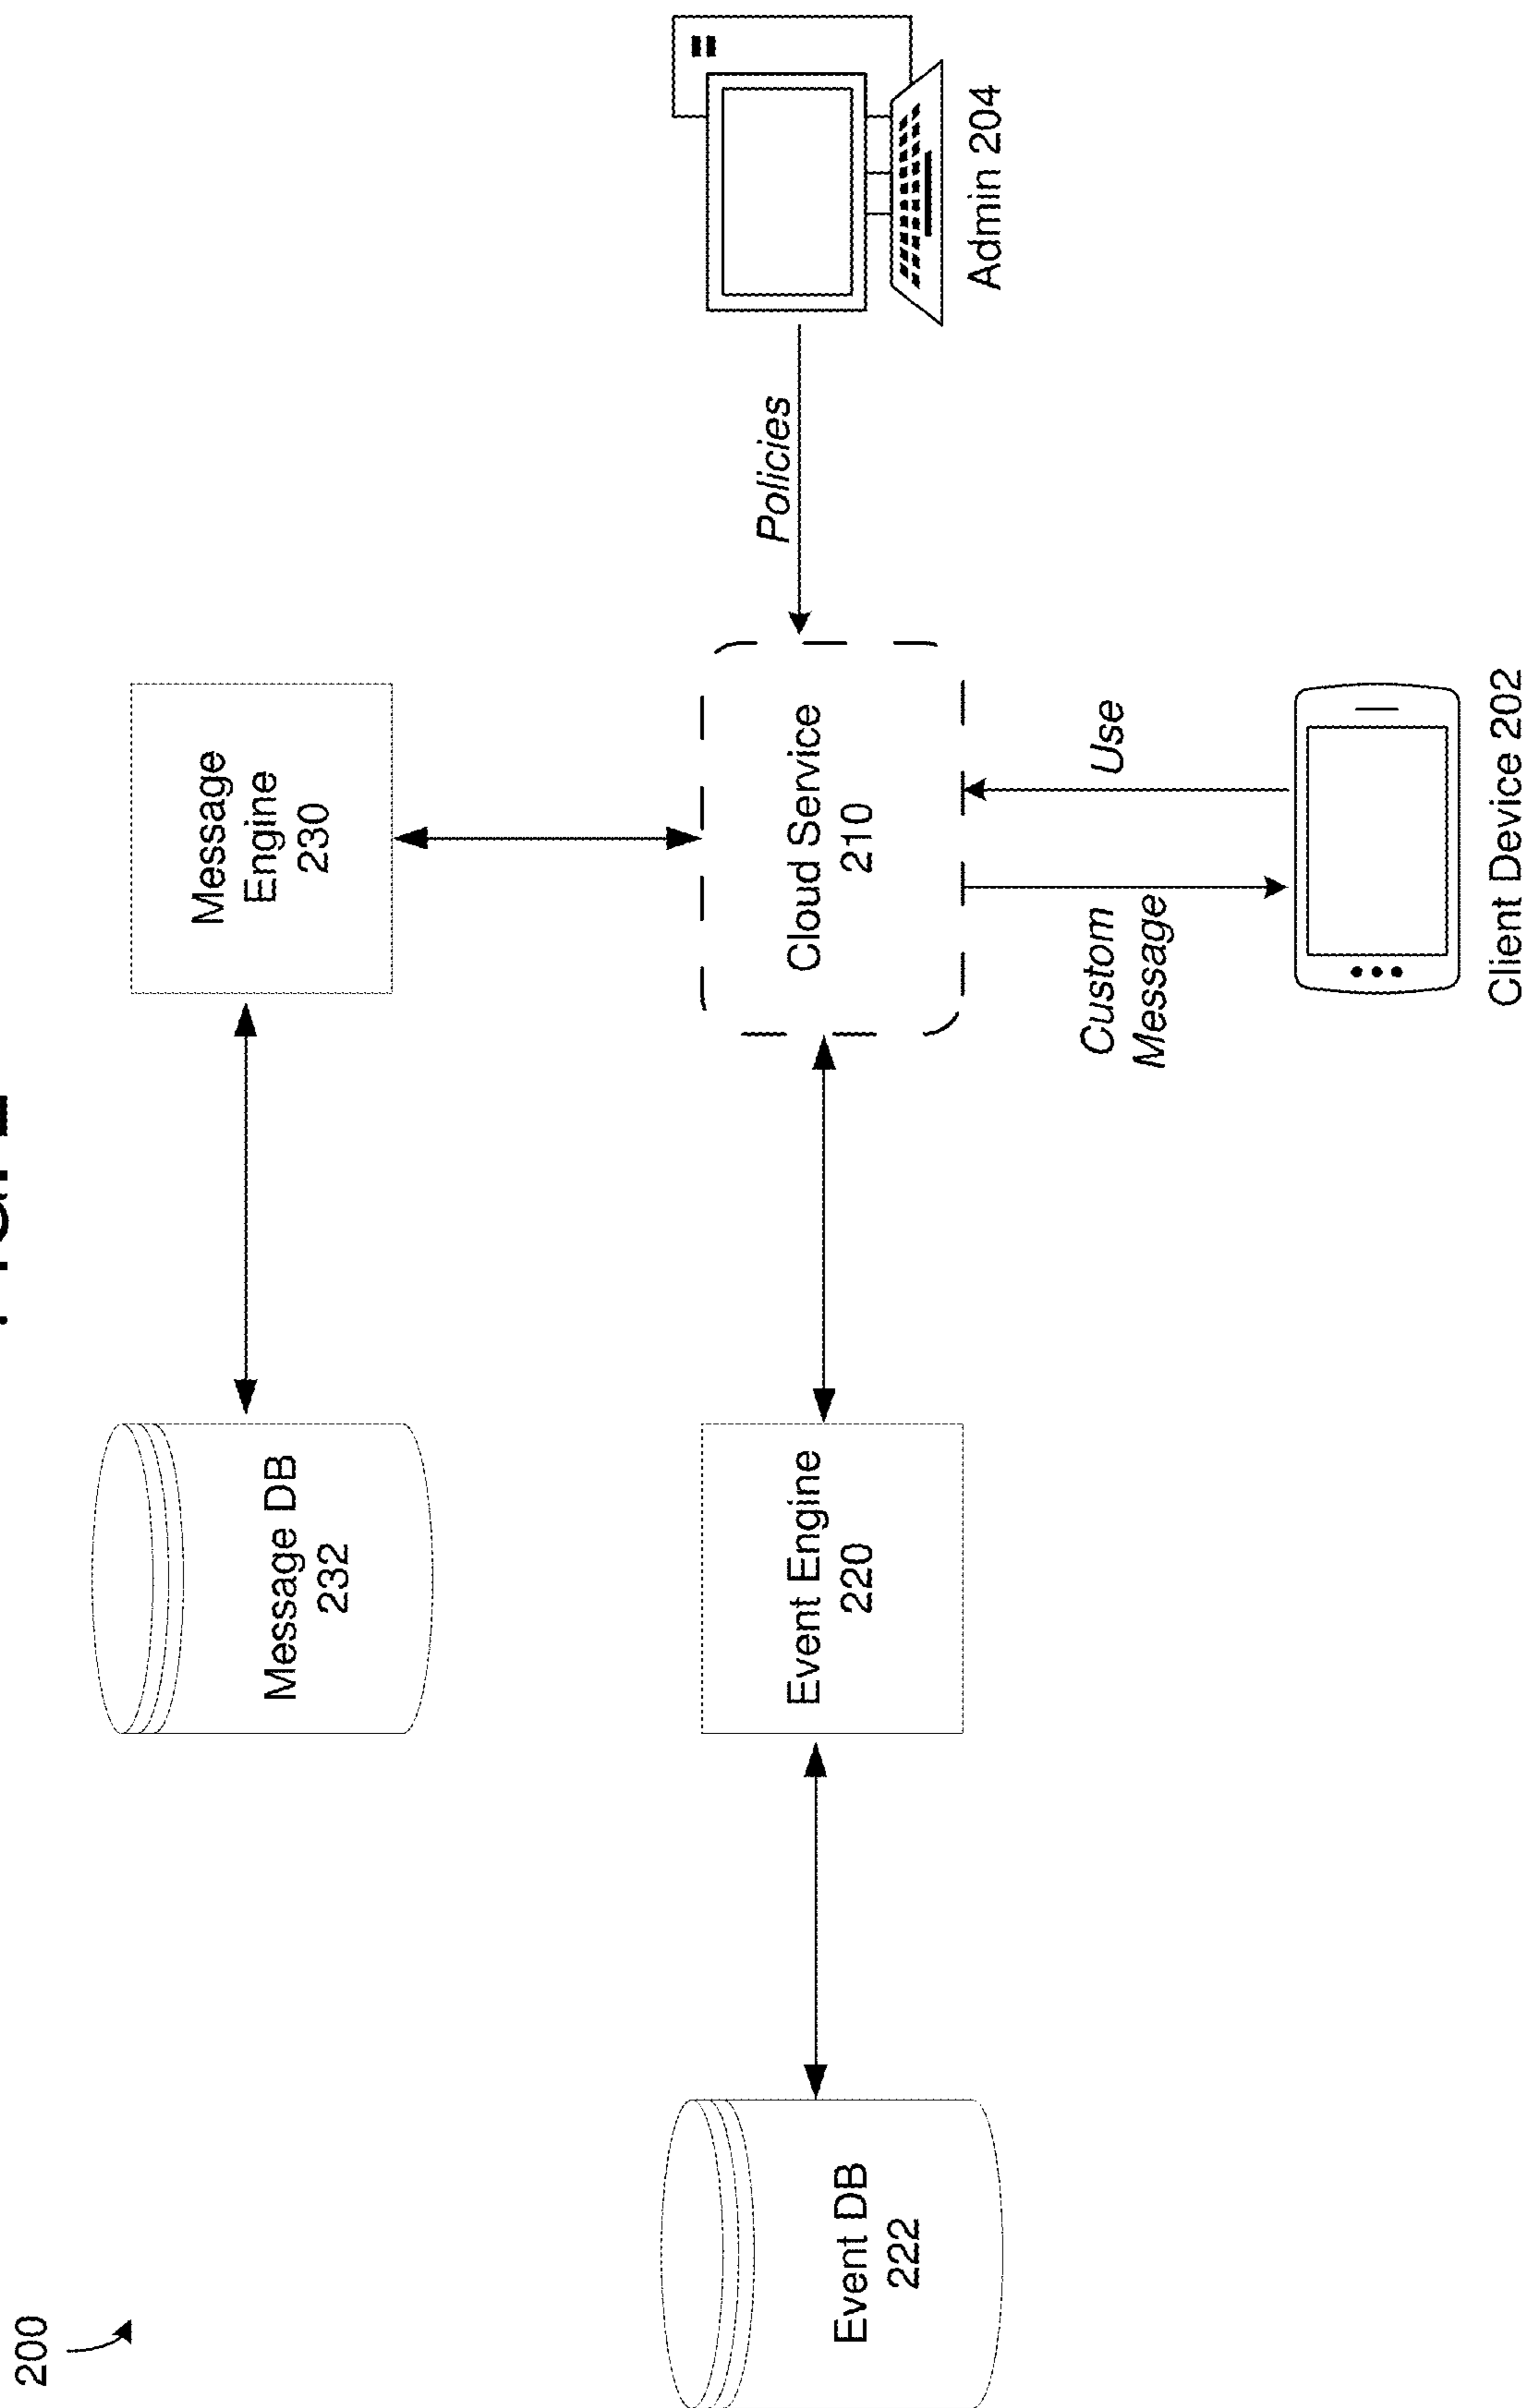 200
Message DB
232
Message
Engine
230
Event DB
222
Event Engine
220
Cloud Service
210
Policies
Admin 204
Custom
Message
Use
Client Device 202